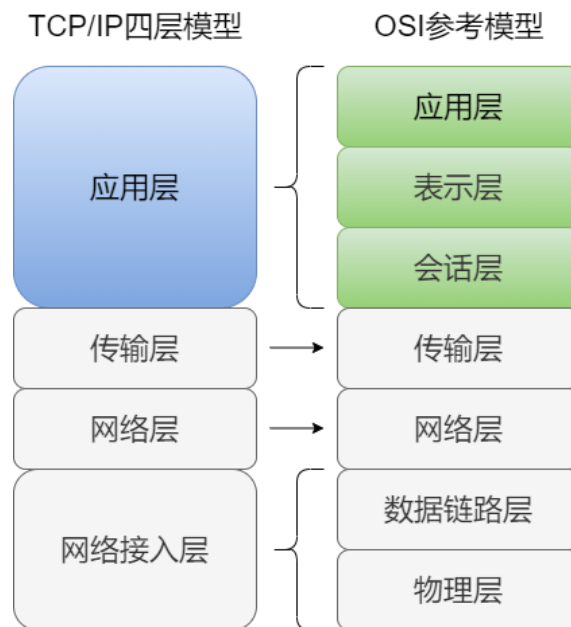 TCP/IP四层模型
OSI参考模型
应用层
应用层
表示层
会话层
传输层
传输层
网络层
网络层
网络接入层
数据链路层
物理层